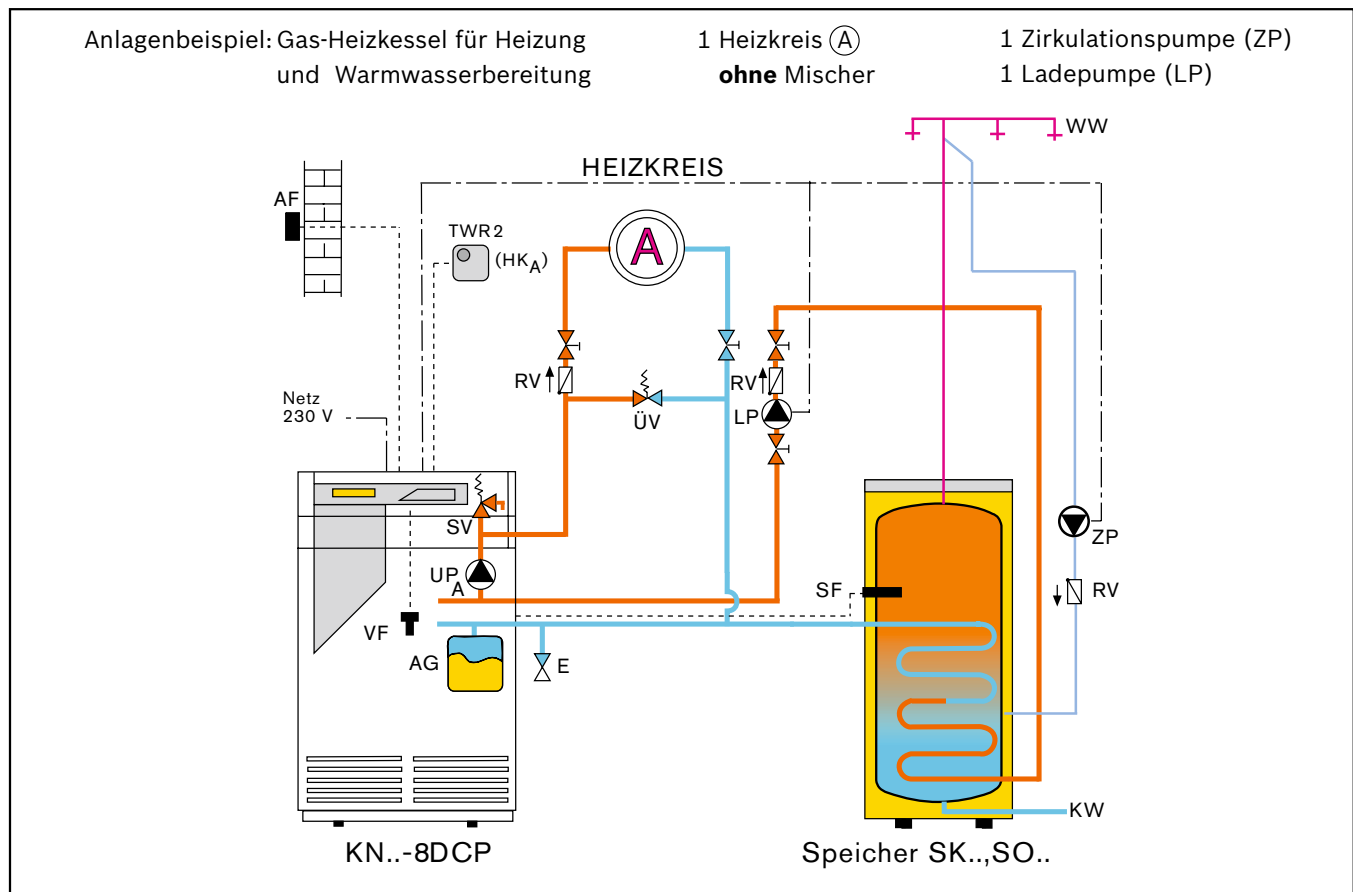 Anlagenbeispiel: Gas-Heizkessel für Heizung
und Warmwasserbereitung
1 Heizkreis A
ohne Mischer
1 Zirkulationspumpe (ZP)
1 Ladepumpe (LP)
WW
HEIZKREIS
AF
TWR 2
(HKA)
A
RV
RV
ÜV
LP
Netz
230 V
SV
UPA
ZP
SF
RV
VF
AG
E
KW
KN..-8DCP
Speicher SK..,SO..